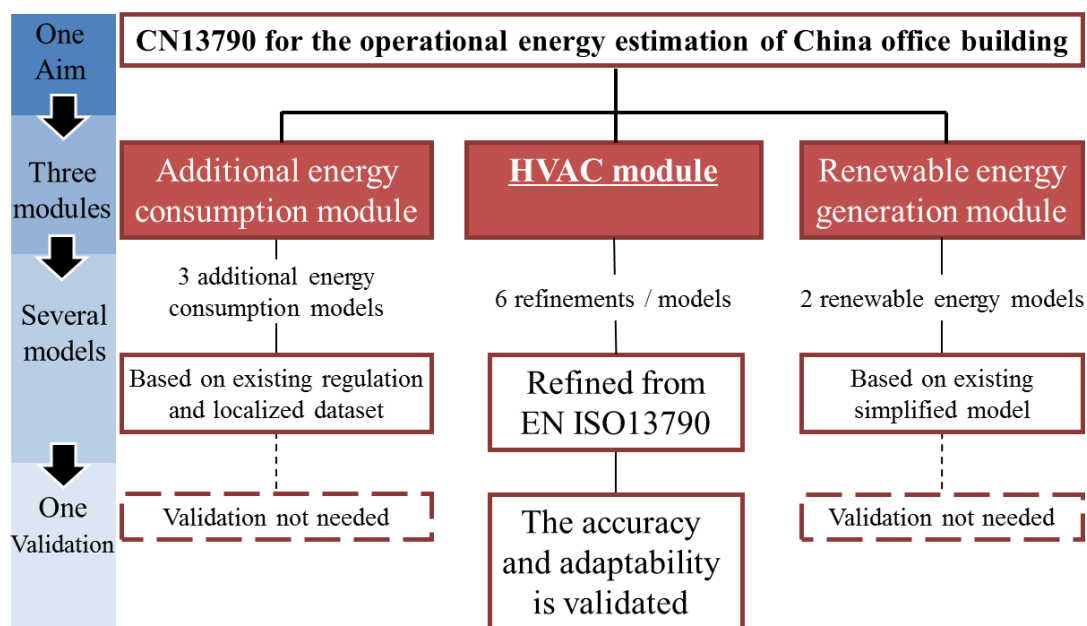 One
Aim
CN13790 for the operational energy estimation of China office building
Three
modules
Additional energy
consumption module
HVAC module
Renewable energy
generation module
Several
models
3 additional energy
consumption models
6 refinements / models
2 renewable energy models
Based on existing regulation
and localized dataset
Refined from
EN ISO13790
Based on existing
simplified model
One
Validation
Validation not needed
The accuracy
and adaptability
is validated
Validation not needed